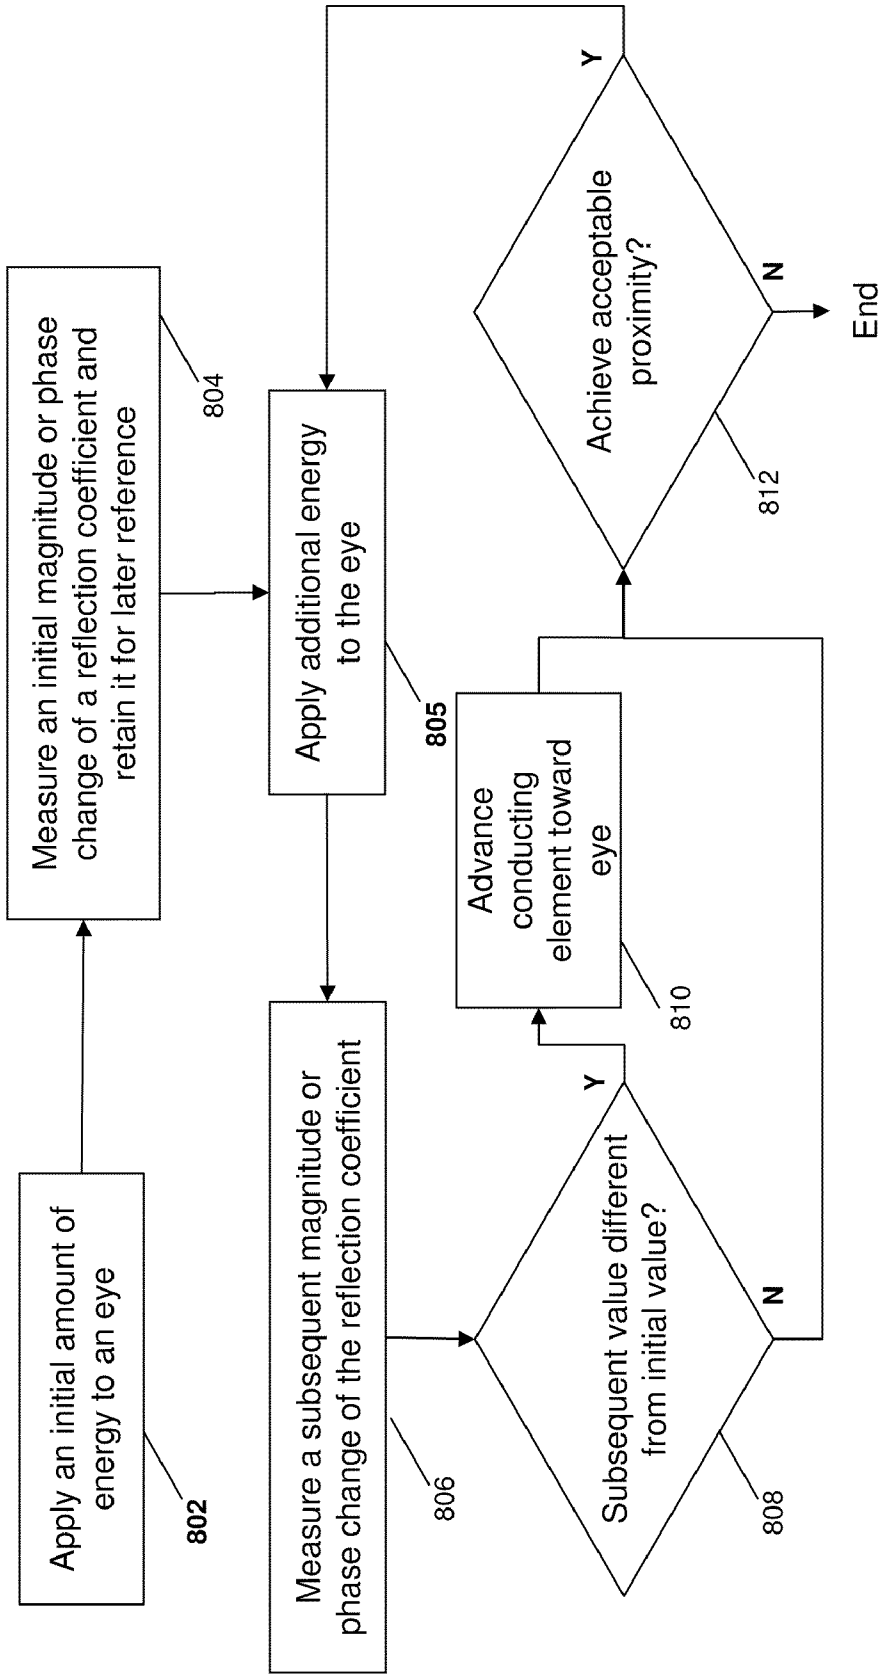 Apply an initial amount of
energy to an eye
802
Measure an initial magnitude or phase
change of a reflection coefficient and
retain it for later reference
804
Measure a subsequent magnitude or
phase change of the reflection coefficient
806
Apply additional energy
to the eye
805
Subsequent value different
from initial value?
808
Y
N
Advance
conducting
element toward
eye
810
Achieve acceptable
proximity?
812
Y
N
End